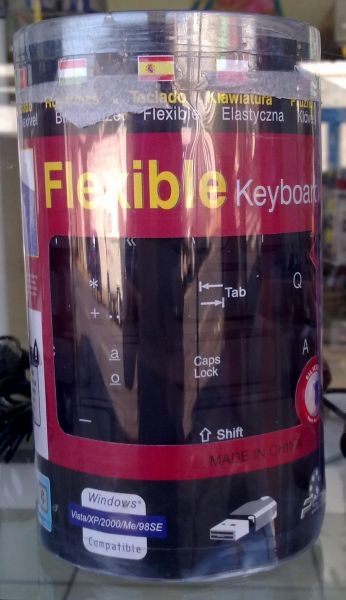 Teclado
Flexible
Klawiatura
Elastyczna
Flexible Keyboard
Tab
Q
*
+
a
o
Caps
Lock
A
Shift
MADE IN CHINA
Windows®
Vista/XP/2000/Me/98SE
Compatible